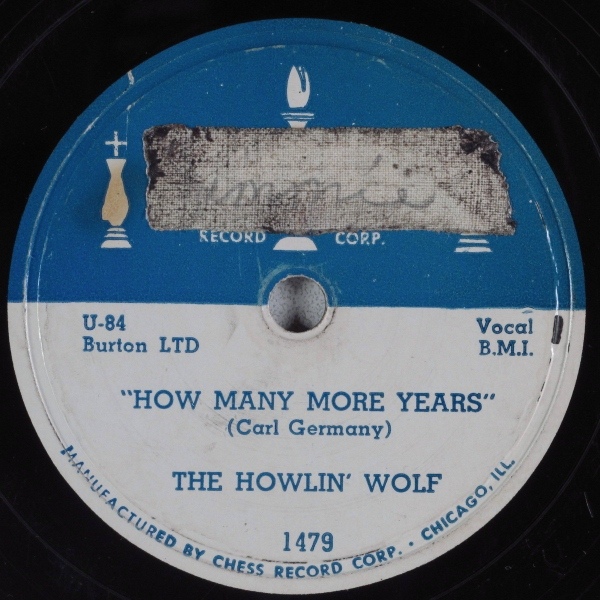 RECORD CORP.
U-84
Burton LTD
Vocal
B.M.I.
"HOW MANY MORE YEARS"
(Carl Germany)
THE HOWLIN' WOLF
1479
MANUFACTURED BY CHESS RECORD CORP. • CHICAGO, ILL.